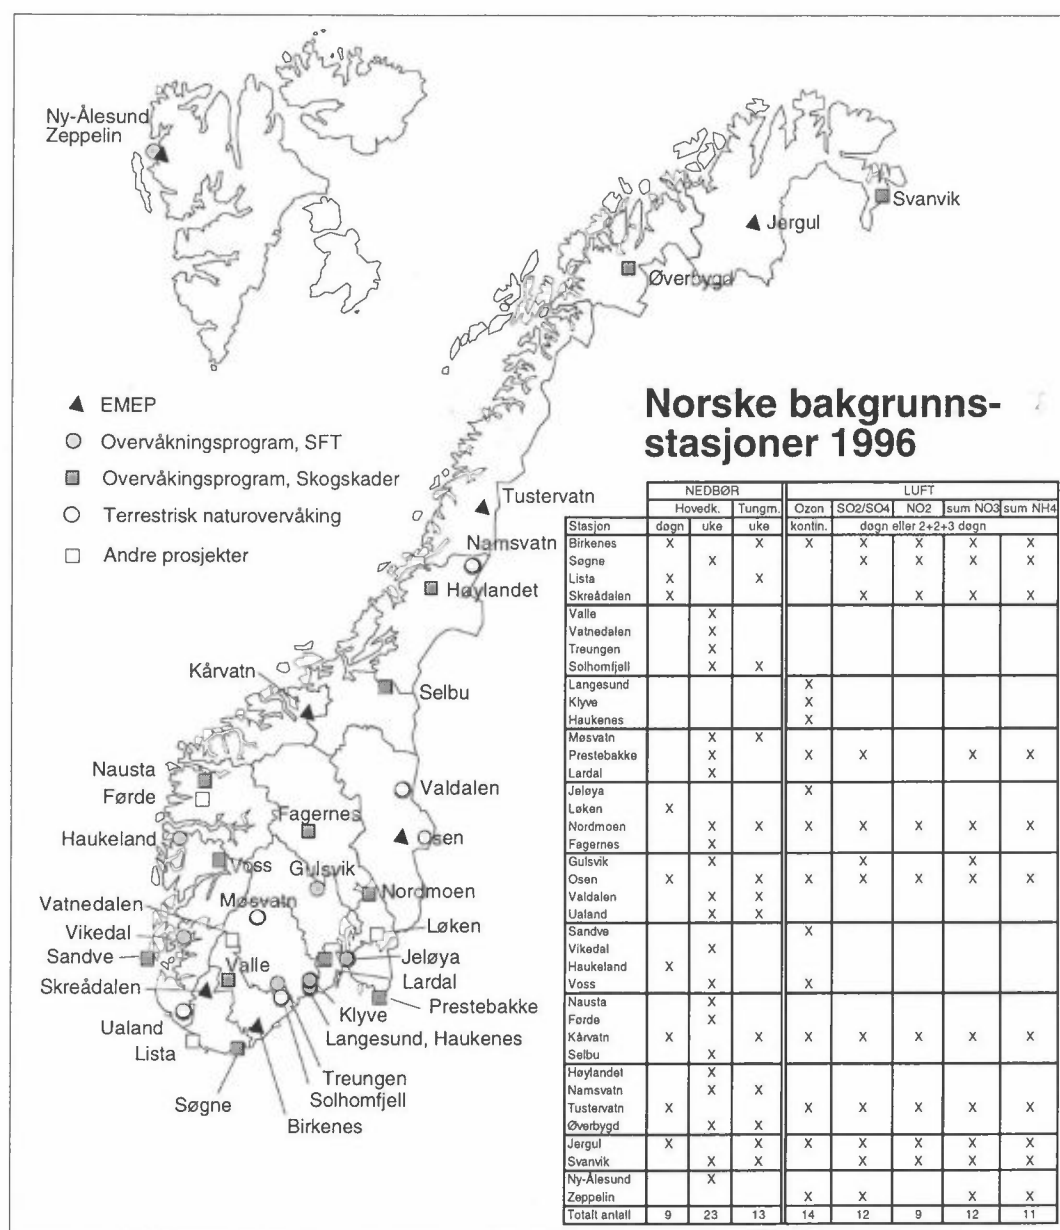 Ny-Ålesund
Zeppelin
Svanvik
Jergul
Øverbygd
EMEP
Overvåkningsprogram, SFT
Overvåkingsprogram, Skogskader
Terrestrisk naturovervåking
Andre prosjekter
Norske bakgrunns-
stasjoner 1996
Tustervatn
Namsvatn
Høylandet
Kårvatn
Selbu
Nausta
Førde
Valdalen
Fagernes
Haukeland
Osen
Voss
Gulsvik
Nordmoen
Vatnedalen
Møsvatn
Løken
Vikedal
Sandve
Jeløya
Valle
Lardal
Skreådalen
Prestebakke
Klyve
Ualand
Langesund, Haukenes
Lista
Treungen
Solhomfjell
Søgne
Birkenes
NEDBØR LUFT
Hovedk. Tungm. Ozon SO2/SO4 NO2 sum NO3 sum NH4
Stasjon døgn uke uke kontin. døgn eller 2+2+3 døgn
Birkenes X X X X X X X
Søgne X X X X X
Lista X X
Skreådalen X X X X X
Valle X
Vatnedalen X
Treungen X
Solhomfjell X X
Langesund X
Klyve X
Haukenes X
Møsvatn X X
Prestebakke X X X X X
Lardal X
Jeløya X
Løken X
Nordmoen X X X X X X X
Fagernes X
Gulsvik X X X
Osen X X X X X X X
Valdalen X X
Ualand X X
Sandve X
Vikedal X
Haukeland X
Voss X X
Nausta X
Førde X
Kårvatn X X X X X X X
Selbu X
Høylandet X
Namsvatn X X
Tustervatn X X X X X X
Øverbygd X X
Jergul X X X X X X X
Svanvik X X X X X X
Ny-Ålesund X
Zeppelin X X X X
Totalt antall 9 23 13 14 12 9 12 11